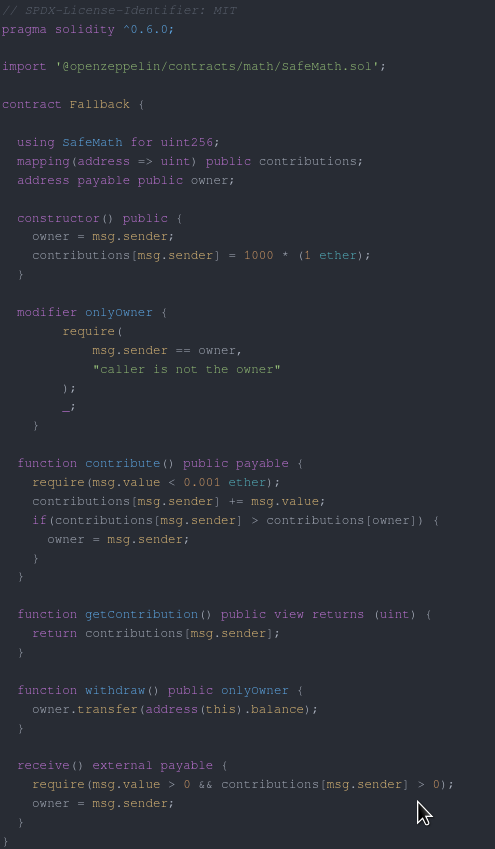 // SPDX-License-Identifier: MIT
pragma solidity ^0.6.0;
import '@openzeppelin/contracts/math/SafeMath.sol';
contract Fallback {
using SafeMath for uint256;
mapping(address => uint) public contributions;
address payable public owner;
constructor() public {
owner = msg.sender;
contributions[msg.sender] = 1000 * (1 ether);
}
modifier onlyOwner {
require(
msg.sender == owner,
"caller is not the owner"
);
_;
}
function contribute() public payable {
require(msg.value < 0.001 ether);
contributions[msg.sender] += msg.value;
if(contributions[msg.sender] > contributions[owner]) {
owner = msg.sender;
}
}
function getContribution() public view returns (uint) {
return contributions[msg.sender];
}
function withdraw() public onlyOwner {
owner.transfer(address(this).balance);
}
receive() external payable {
require(msg.value > 0 && contributions[msg.sender] > 0);
owner = msg.sender;
}
}